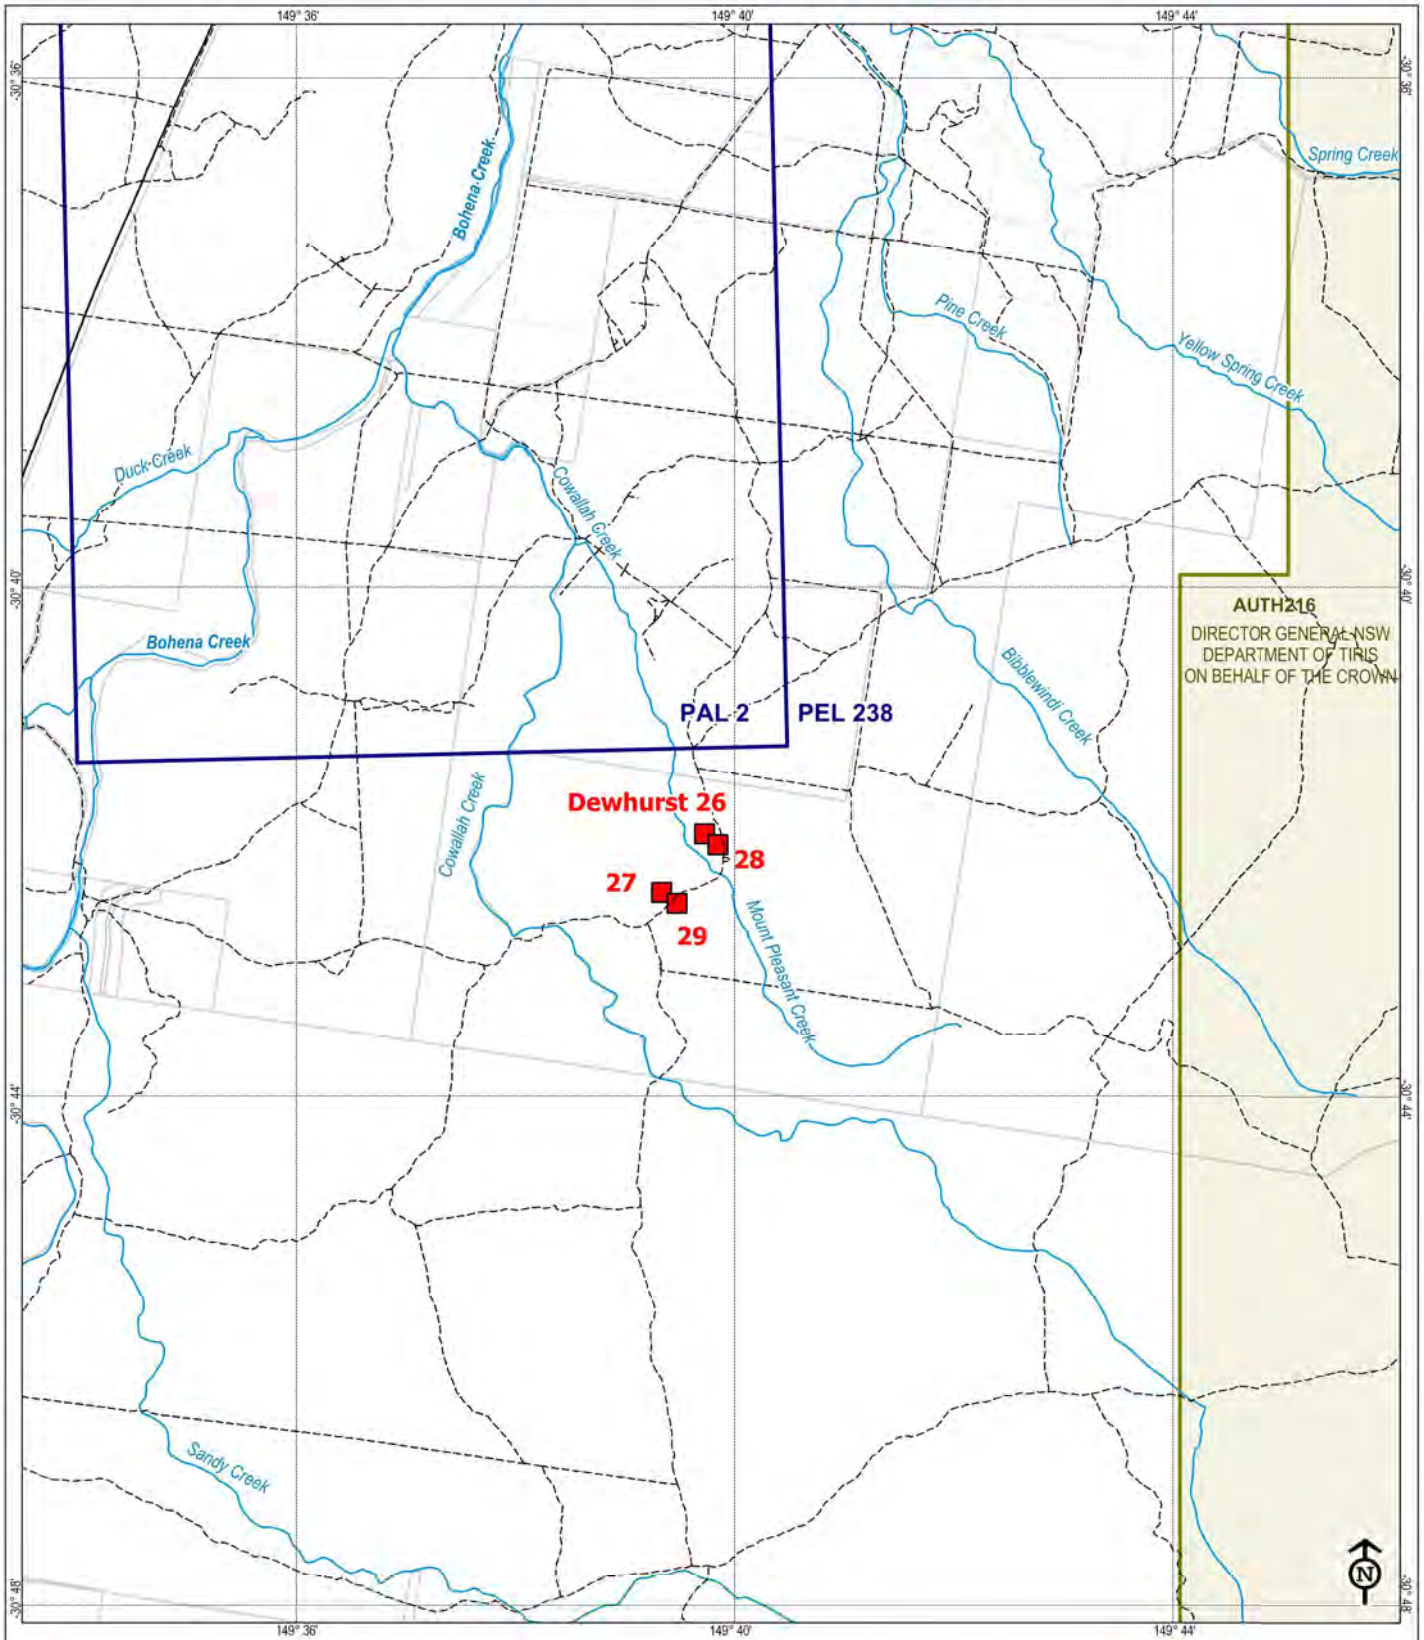 149° 36'
149° 40'
149° 44'
-30° 36'
-30° 36'
Bohena Creek
Spring Creek
Pine Creek
Yellow Spring Creek
Duck Creek
Cowallah Creek
-30° 40'
-30° 40'
AUTH216
DIRECTOR GENERAL NSW
DEPARTMENT OF TIRIS
ON BEHALF OF THE CROWN
Bohena Creek
Bibblewindi Creek
PAL 2
PEL 238
Cowallah Creek
Dewhurst 26
28
27
29
Mount Pleasant Creek
-30° 44'
-30° 44'
Sandy Creek
N
-30° 48'
-30° 48'
149° 36'
149° 40'
149° 44'